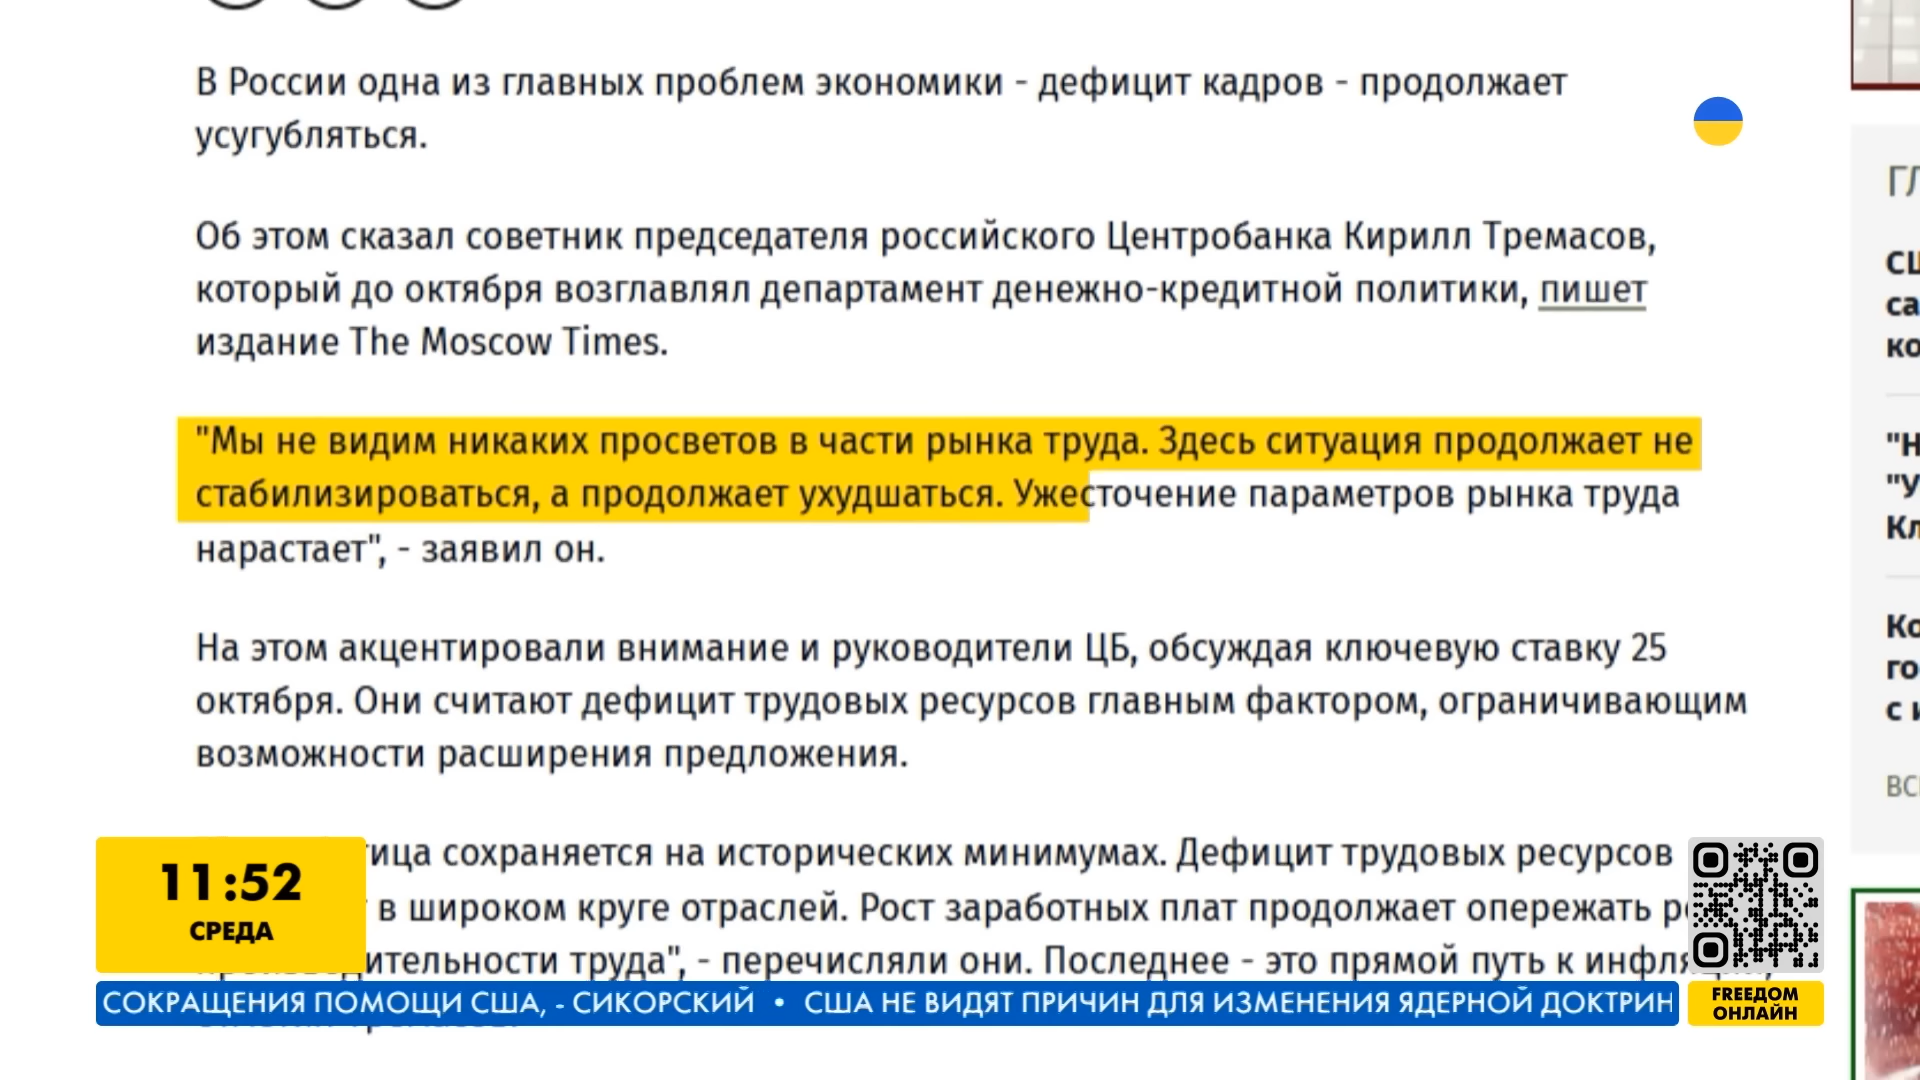 В России одна из главных проблем экономики - дефицит кадров - продолжает
усугубляться.
Об этом сказал советник председателя российского Центробанка Кирилл Тремасов,
который до октября возглавлял департамент денежно-кредитной политики, пишет
издание The Moscow Times.
"Мы не видим никаких просветов в части рынка труда. Здесь ситуация продолжает не
стабилизироваться, а продолжает ухудшаться. Ужесточение параметров рынка труда
нарастает", - заявил он.
На этом акцентировали внимание и руководители ЦБ, обсуждая ключевую ставку 25
октября. Они считают дефицит трудовых ресурсов главным фактором, ограничивающим
возможности расширения предложения.
сохраняется на исторических минимумах. Дефицит трудовых ресурсов
в широком круге отраслей. Рост заработных плат продолжает опережать
труда", - перечисляли они. Последнее - это прямой путь к
11:52
СРЕДА
СОКРАЩЕНИЯ ПОМОЩИ США, - СИКОРСКИЙ • США НЕ ВИДЯТ ПРИЧИН ДЛЯ ИЗМЕНЕНИЯ ЯДЕРНОЙ ДОКТРИН
FREEДОМ
ОНЛАЙН